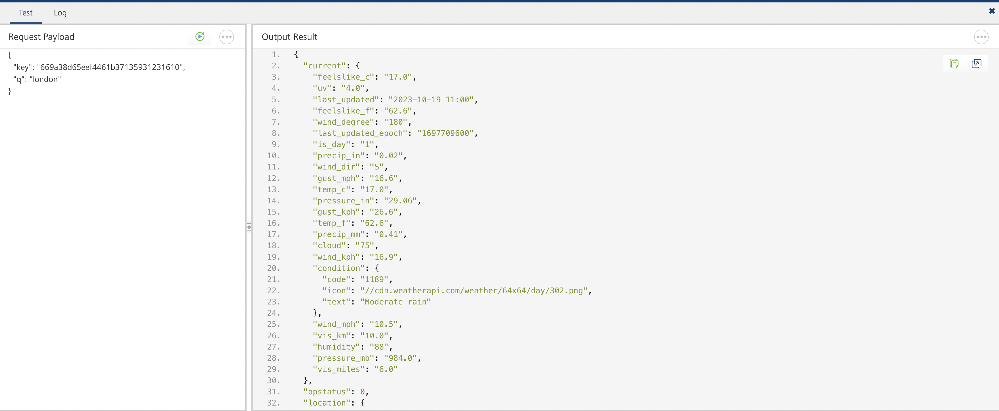 Test Log
Request Payload
{
"key": "669a38d65eef4461b37135931231610",
"q": "london"
}
Output Result
1. {
2. "current": {
3. "feelslike_c": "17.0",
4. "uv": "4.0",
5. "last_updated": "2023-10-19 11:00",
6. "feelslike_f": "62.6",
7. "wind_degree": "180",
8. "last_updated_epoch": "1697709600",
9. "is_day": "1",
10. "precip_in": "0.02",
11. "wind_dir": "S",
12. "gust_mph": "16.6",
13. "temp_c": "17.0",
14. "pressure_in": "29.06",
15. "gust_kph": "26.6",
16. "temp_f": "62.6",
17. "precip_mm": "0.41",
18. "cloud": "75",
19. "wind_kph": "16.9",
20. "condition": {
21. "code": "1189",
22. "icon": "//cdn.weatherapi.com/weather/64x64/day/302.png",
23. "text": "Moderate rain"
24. },
25. "wind_mph": "10.5",
26. "vis_km": "10.0",
27. "humidity": "88",
28. "pressure_mb": "984.0",
29. "vis_miles": "6.0"
30. },
31. "opstatus": 0,
32. "location": {